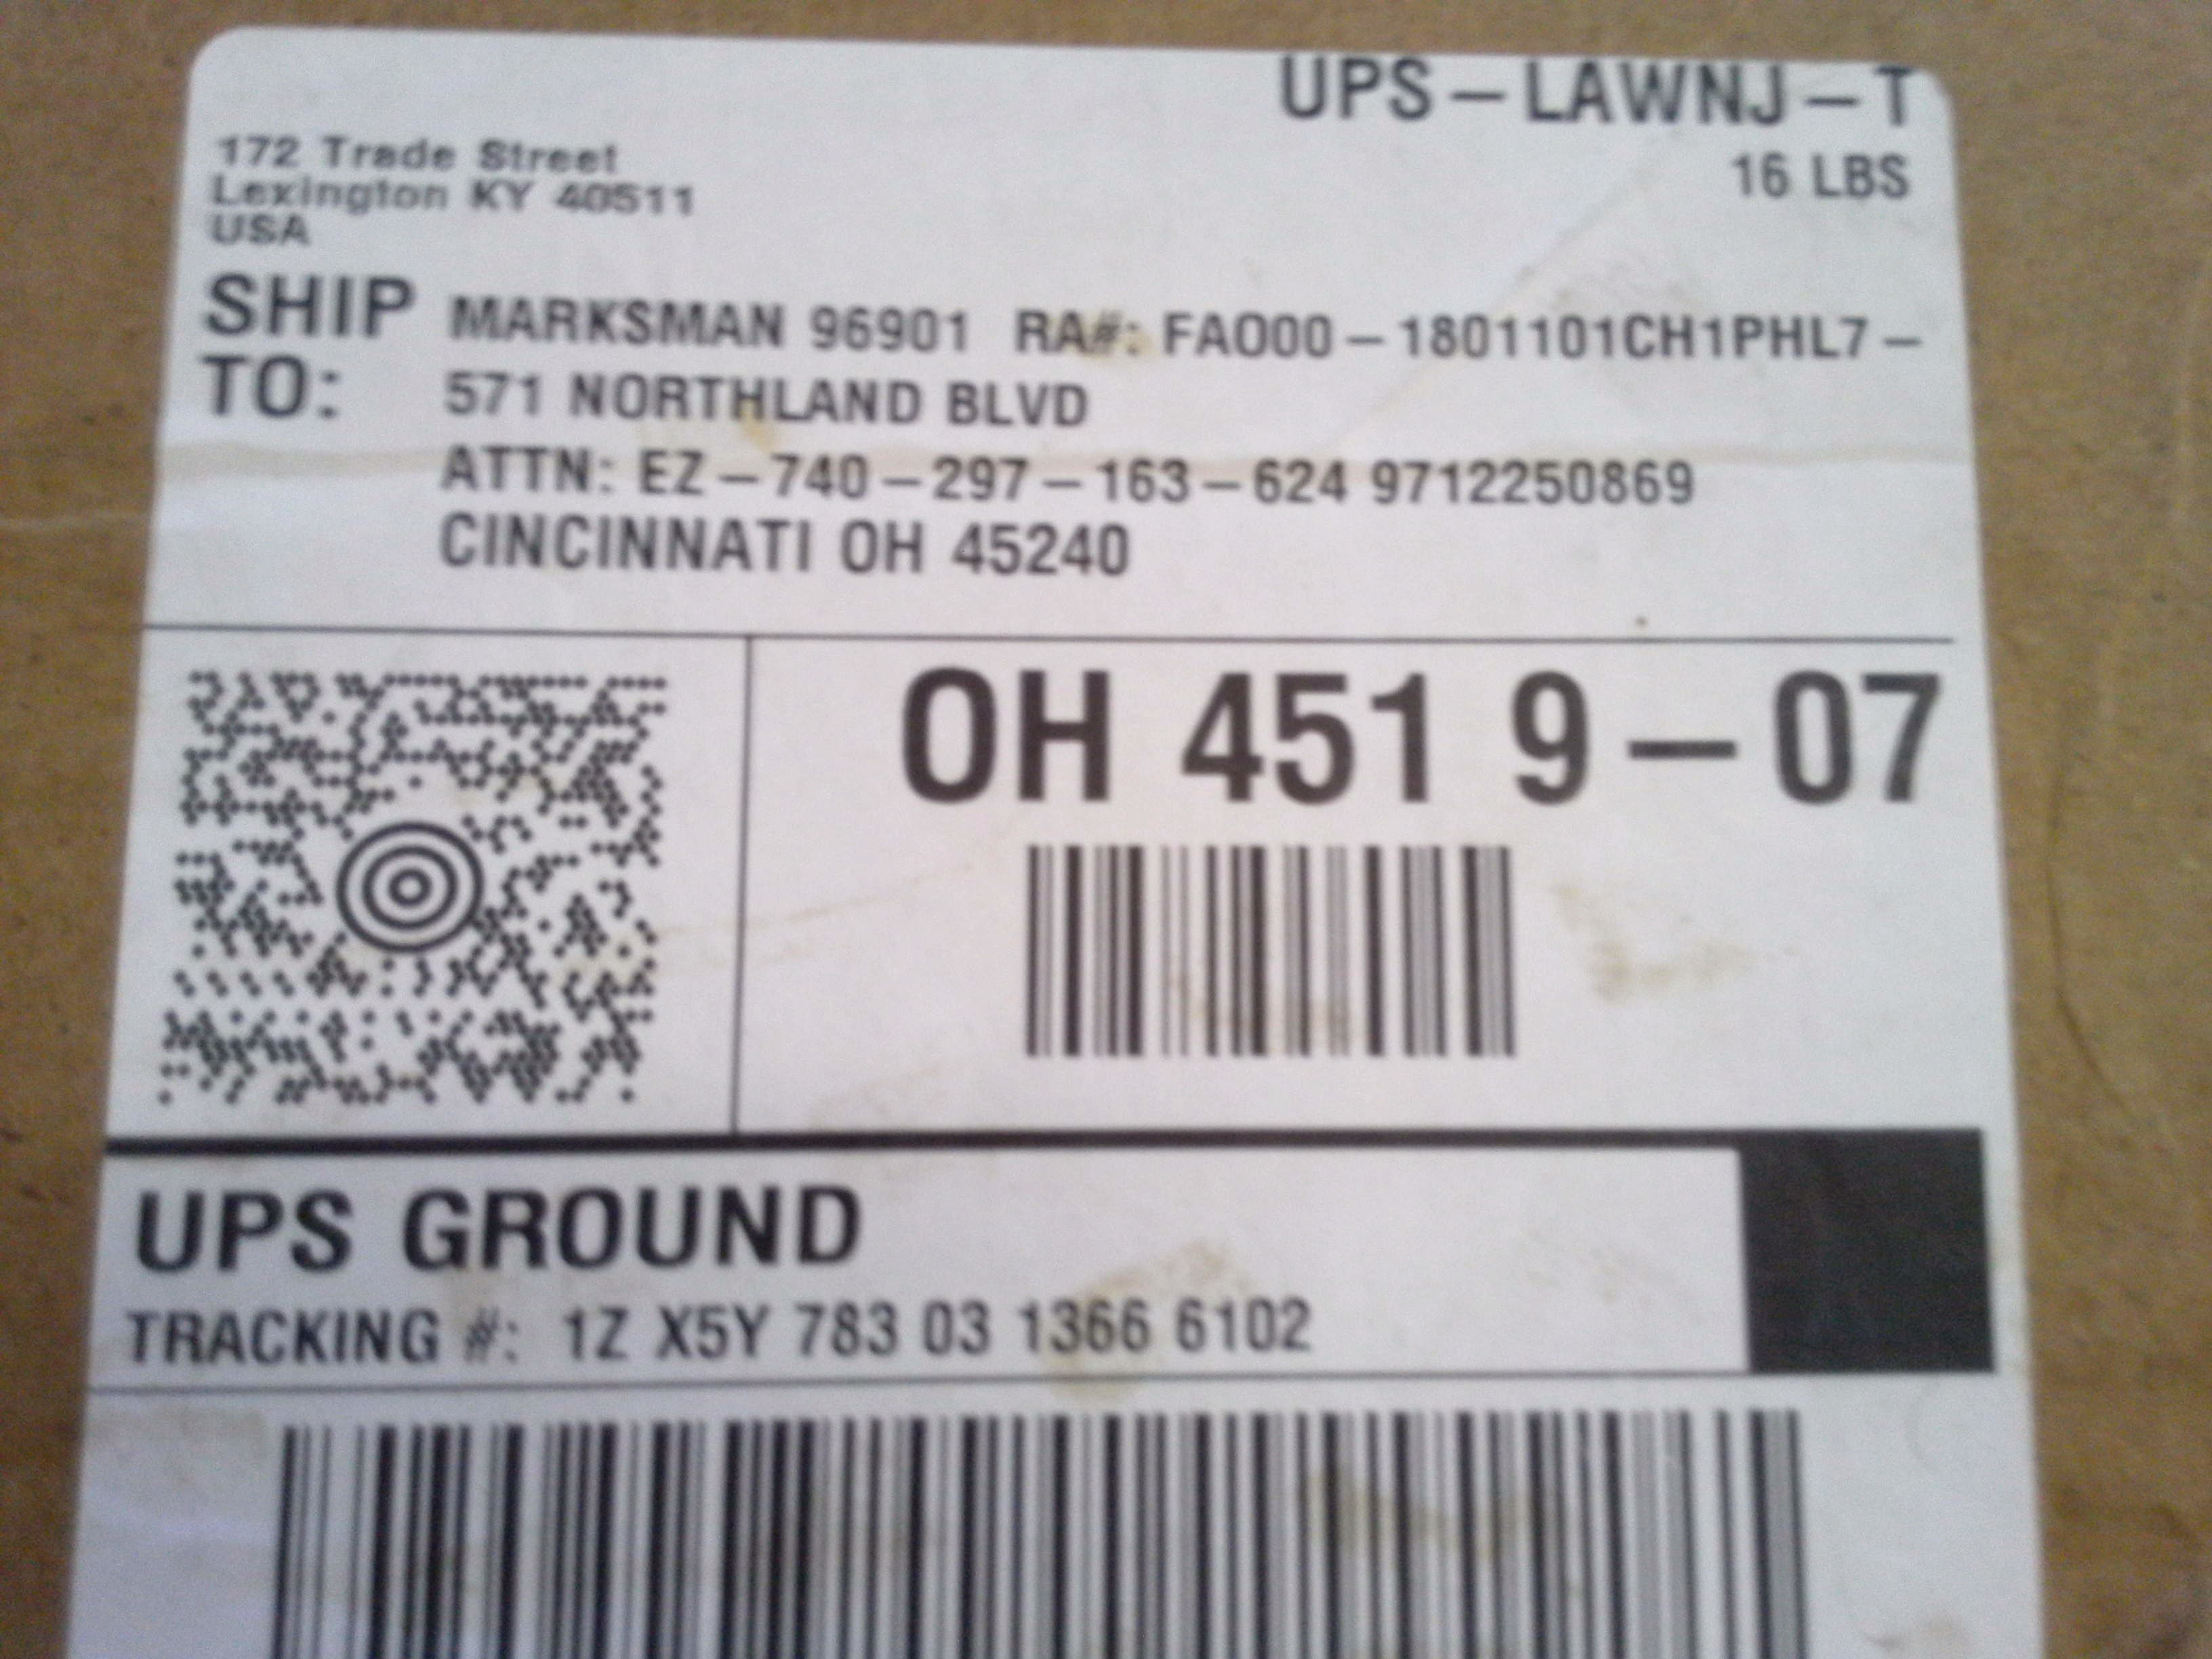 UPS-LAWNJ-T
16 LBS
172 Trade Street
Lexington KY 40511
USA
SHIP TO:
MARKSMAN 96901 RA#: FAO00-1801101CH1PHL7-
571 NORTHLAND BLVD
ATTN: EZ-740-297-163-624 9712250869
CINCINNATI OH 45240
OH 451 9-07
UPS GROUND
TRACKING #: 1Z X5Y 783 03 1366 6102